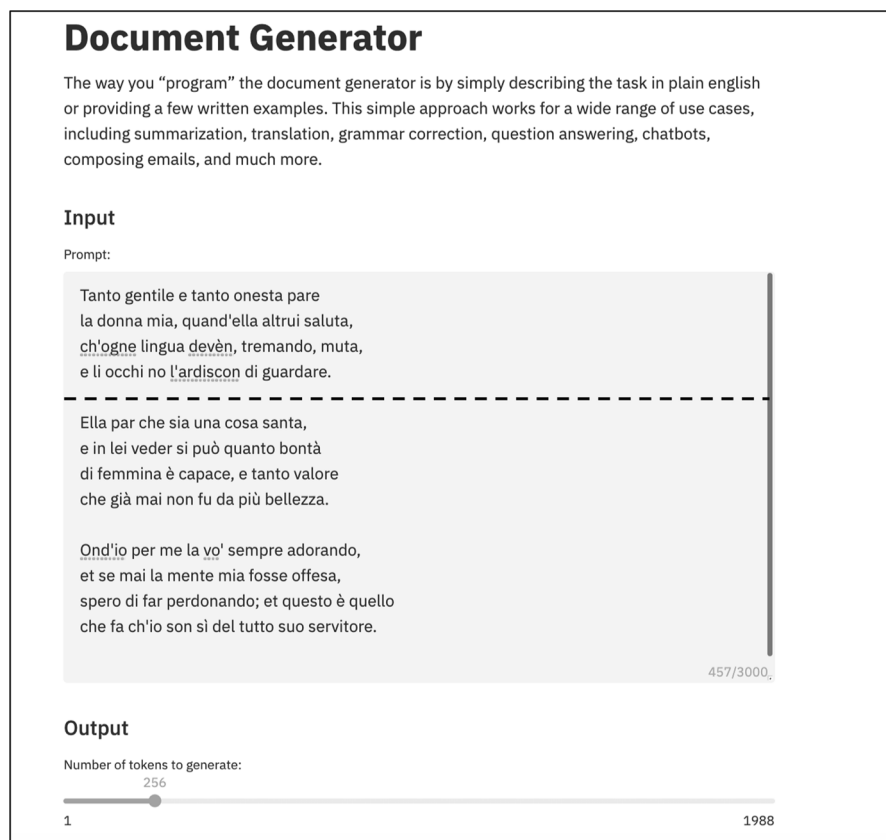 Document Generator
The way you “program” the document generator is by simply describing the task in plain english
or providing a few written examples. This simple approach works for a wide range of use cases,
including summarization, translation, grammar correction, question answering, chatbots,
composing emails, and much more.
Input
Prompt:
Tanto gentile e tanto onesta pare
la donna mia, quand'ella altrui saluta,
ch'ogne lingua devèn, tremando, muta,
e li occhi no l'ardiscon di guardare.
Ella par che sia una cosa santa,
e in lei veder si può quanto bontà
di femmina è capace, e tanto valore
che già mai non fu da più bellezza.
Ond'io per me la vo' sempre adorando,
et se mai la mente mia fosse offesa,
spero di far perdonando; et questo è quello
che fa ch'io son sì del tutto suo servitore.
457/3000
Output
Number of tokens to generate:
256
1 1988